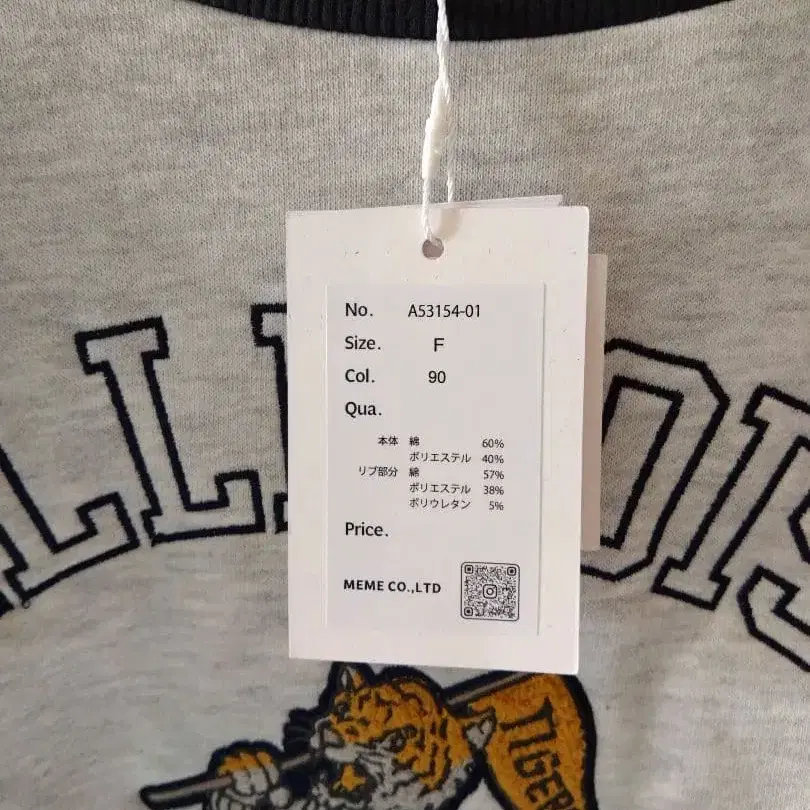 No. A53154-01
Size. F
Col. 90
Qua.
本体 綿 60%
ポリエステル 40%
リブ部分 綿 57%
ポリエステル 38%
ポリウレタン 5%
Price.
MEME CO.,LTD
TIGER